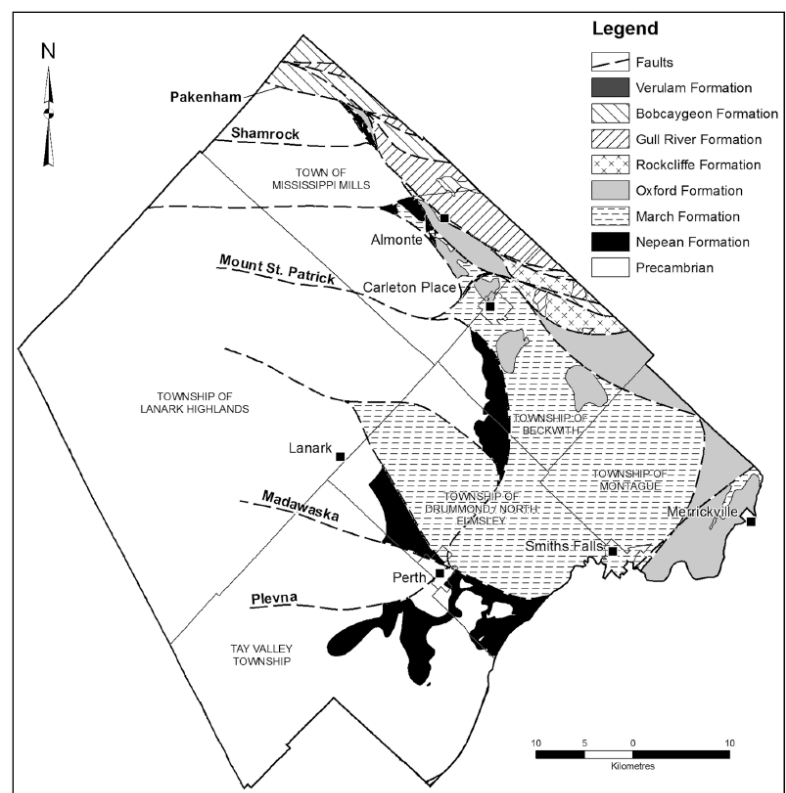 N
Legend
Faults
Verulam Formation
Bobcaygeon Formation
Gull River Formation
Rockcliffe Formation
Oxford Formation
March Formation
Nepean Formation
Precambrian
Pakenham
Shamrock
TOWN OF
MISSISSIPPI MILLS
Almonte
Mount St. Patrick
Carleton Place
TOWNSHIP OF
LANARK HIGHLANDS
TOWNSHIP OF
BECKWITH
Lanark
TOWNSHIP OF
MONTAGUE
Madawaska
TOWNSHIP OF
DRUMMOND / NORTH
ELMSLEY
Merrickville
Smiths Falls
Perth
Plevna
TAY VALLEY
TOWNSHIP
10 5 0 10
Kilometres